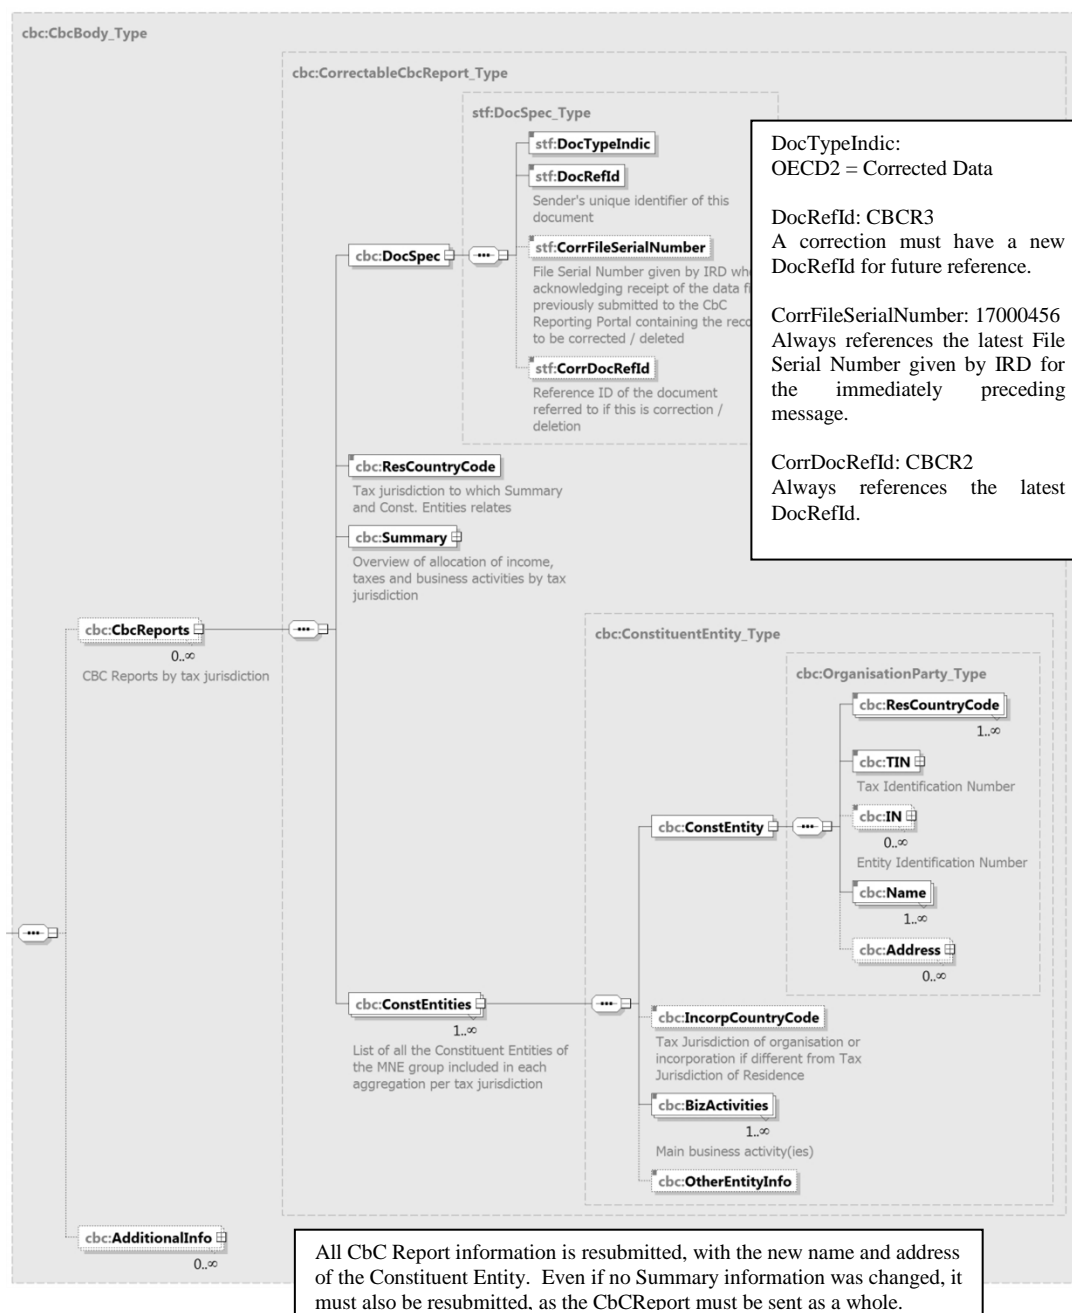 cbc:CbcBody_Type
cbc:CorrectableCbcReport_Type
stf:DocSpec_Type
stf:DocTypeIndic
stf:DocRefId
Sender's unique identifier of this
document
cbc:DocSpec
stf:CorrFileSerialNumber
File Serial Number given by IRD
acknowledging receipt of the data
previously submitted to the CbC
Reporting Portal containing the
to be corrected / deleted
stf:CorrDocRefId
Reference ID of the document
referred to if this is correction /
deletion
DocTypeIndic:
OECD2 = Corrected Data
DocRefId: CBCR3
A correction must have a new
DocRefId for future reference.
CorrFileSerialNumber: 17000456
Always references the latest File
Serial Number given by IRD for
the immediately preceding
message.
CorrDocRefId: CBCR2
Always references the latest
DocRefId.
cbc:ResCountryCode
Tax jurisdiction to which Summary
and Const. Entities relates
cbc:Summary
Overview of allocation of income,
taxes and business activities by tax
jurisdiction
cbc:CbcReports
0..∞
CBC Reports by tax jurisdiction
cbc:ConstituentEntity_Type
cbc:OrganisationParty_Type
cbc:ResCountryCode
1..∞
cbc:TIN
Tax Identification Number
cbc:IN
0..∞
Entity Identification Number
cbc:ConstEntity
cbc:Name
1..∞
cbc:Address
0..∞
cbc:ConstEntities
1..∞
List of all the Constituent Entities of
the MNE group included in each
aggregation per tax jurisdiction
cbc:IncorpCountryCode
Tax Jurisdiction of organisation or
incorporation if different from Tax
Jurisdiction of Residence
cbc:BizActivities
1..∞
Main business activity(ies)
cbc:OtherEntityInfo
cbc:AdditionalInfo
0..∞
All CbC Report information is resubmitted, with the new name and address
of the Constituent Entity. Even if no Summary information was changed, it
must also be resubmitted, as the CbCReport must be sent as a whole.